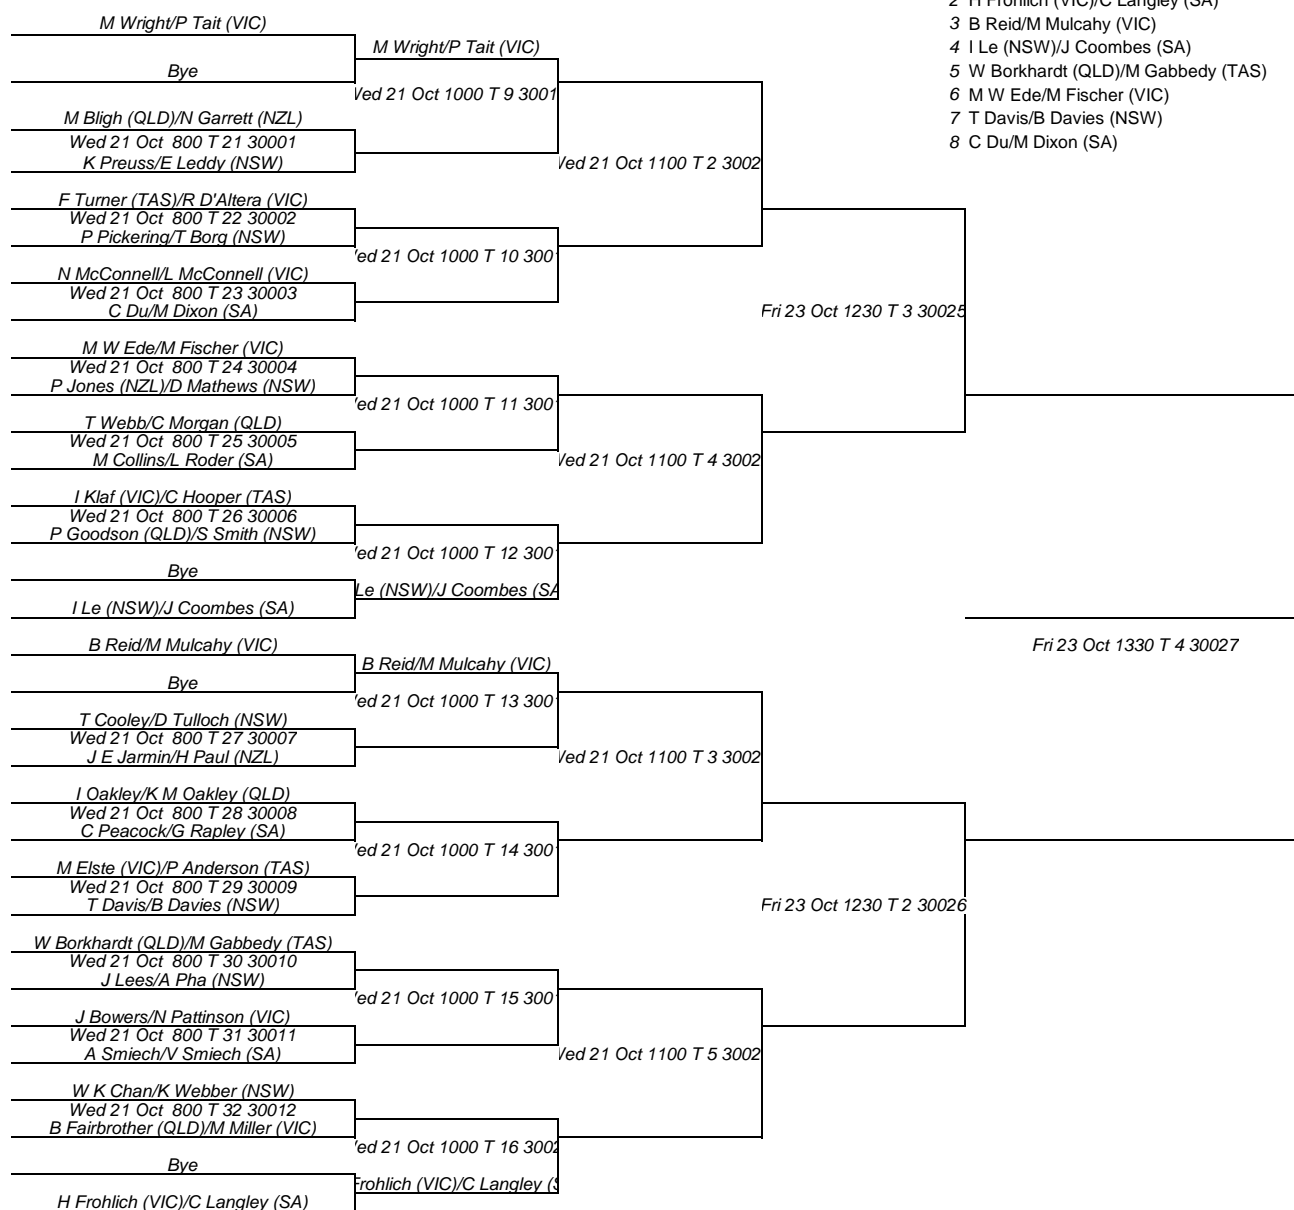 2 H Frohlich (VIC)/C Langley (SA)
3 B Reid/M Mulcahy (VIC)
4 I Le (NSW)/J Coombes (SA)
5 W Borkhardt (QLD)/M Gabbedy (TAS)
6 M W Ede/M Fischer (VIC)
7 T Davis/B Davies (NSW)
8 C Du/M Dixon (SA)
M Wright/P Tait (VIC)
M Wright/P Tait (VIC)
Bye
Wed 21 Oct 1000 T 9 3001
M Bligh (QLD)/N Garrett (NZL)
Wed 21 Oct 800 T 21 30001
K Preuss/E Leddy (NSW)
Wed 21 Oct 1100 T 2 3002
F Turner (TAS)/R D'Altera (VIC)
Wed 21 Oct 800 T 22 30002
P Pickering/T Borg (NSW)
ed 21 Oct 1000 T 10 300
N McConnell/L McConnell (VIC)
Wed 21 Oct 800 T 23 30003
C Du/M Dixon (SA)
Fri 23 Oct 1230 T 3 30025
M W Ede/M Fischer (VIC)
Wed 21 Oct 800 T 24 30004
P Jones (NZL)/D Mathews (NSW)
ed 21 Oct 1000 T 11 300
T Webb/C Morgan (QLD)
Wed 21 Oct 800 T 25 30005
M Collins/L Roder (SA)
Wed 21 Oct 1100 T 4 3002
I Klaf (VIC)/C Hooper (TAS)
Wed 21 Oct 800 T 26 30006
P Goodson (QLD)/S Smith (NSW)
ed 21 Oct 1000 T 12 300
Bye
Le (NSW)/J Coombes (SA
I Le (NSW)/J Coombes (SA)
B Reid/M Mulcahy (VIC)
Fri 23 Oct 1330 T 4 30027
B Reid/M Mulcahy (VIC)
Bye
ed 21 Oct 1000 T 13 300
T Cooley/D Tulloch (NSW)
Wed 21 Oct 800 T 27 30007
J E Jarmin/H Paul (NZL)
Wed 21 Oct 1100 T 3 3002
I Oakley/K M Oakley (QLD)
Wed 21 Oct 800 T 28 30008
C Peacock/G Rapley (SA)
ed 21 Oct 1000 T 14 300
M Elste (VIC)/P Anderson (TAS)
Wed 21 Oct 800 T 29 30009
T Davis/B Davies (NSW)
Fri 23 Oct 1230 T 2 30026
W Borkhardt (QLD)/M Gabbedy (TAS)
Wed 21 Oct 800 T 30 30010
J Lees/A Pha (NSW)
ed 21 Oct 1000 T 15 300
J Bowers/N Pattinson (VIC)
Wed 21 Oct 800 T 31 30011
A Smiech/V Smiech (SA)
Wed 21 Oct 1100 T 5 3002
W K Chan/K Webber (NSW)
Wed 21 Oct 800 T 32 30012
B Fairbrother (QLD)/M Miller (VIC)
ed 21 Oct 1000 T 16 3002
Bye
Frohlich (VIC)/C Langley (S
H Frohlich (VIC)/C Langley (SA)